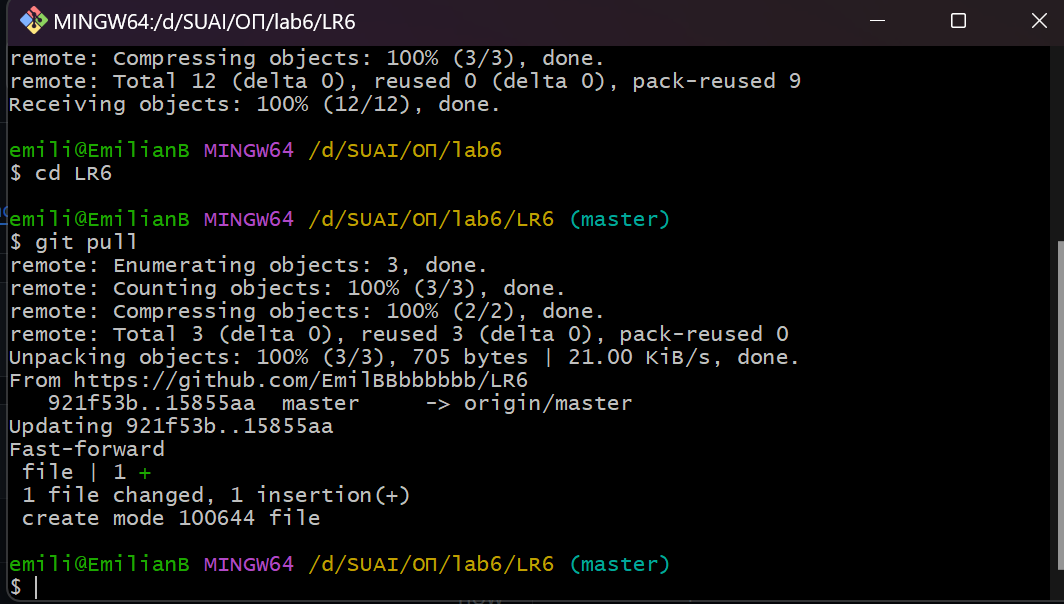 MINGW64:/d/SUAI/ОП/lab6/LR6
remote: Compressing objects: 100% (3/3), done.
remote: Total 12 (delta 0), reused 0 (delta 0), pack-reused 9
Receiving objects: 100% (12/12), done.
emili@EmilianB MINGW64 /d/SUAI/ОП/lab6
$ cd LR6
emili@EmilianB MINGW64 /d/SUAI/ОП/lab6/LR6 (master)
$ git pull
remote: Enumerating objects: 3, done.
remote: Counting objects: 100% (3/3), done.
remote: Compressing objects: 100% (2/2), done.
remote: Total 3 (delta 0), reused 3 (delta 0), pack-reused 0
Unpacking objects: 100% (3/3), 705 bytes | 21.00 KiB/s, done.
From https://github.com/EmilBBbbbbbb/LR6
   921f53b..15855aa  master     -> origin/master
Updating 921f53b..15855aa
Fast-forward
 file | 1 +
 1 file changed, 1 insertion(+)
 create mode 100644 file
emili@EmilianB MINGW64 /d/SUAI/ОП/lab6/LR6 (master)
$